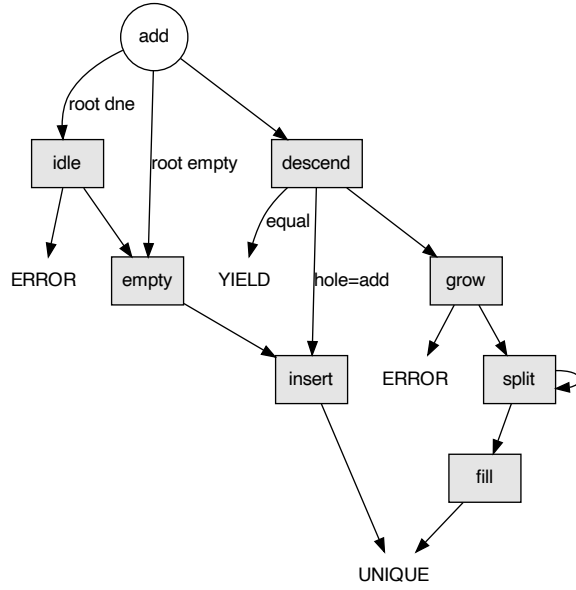 add
root dne
idle
root empty
descend
equal
ERROR
empty
YIELD
hole=add
grow
insert
ERROR
split
fill
UNIQUE